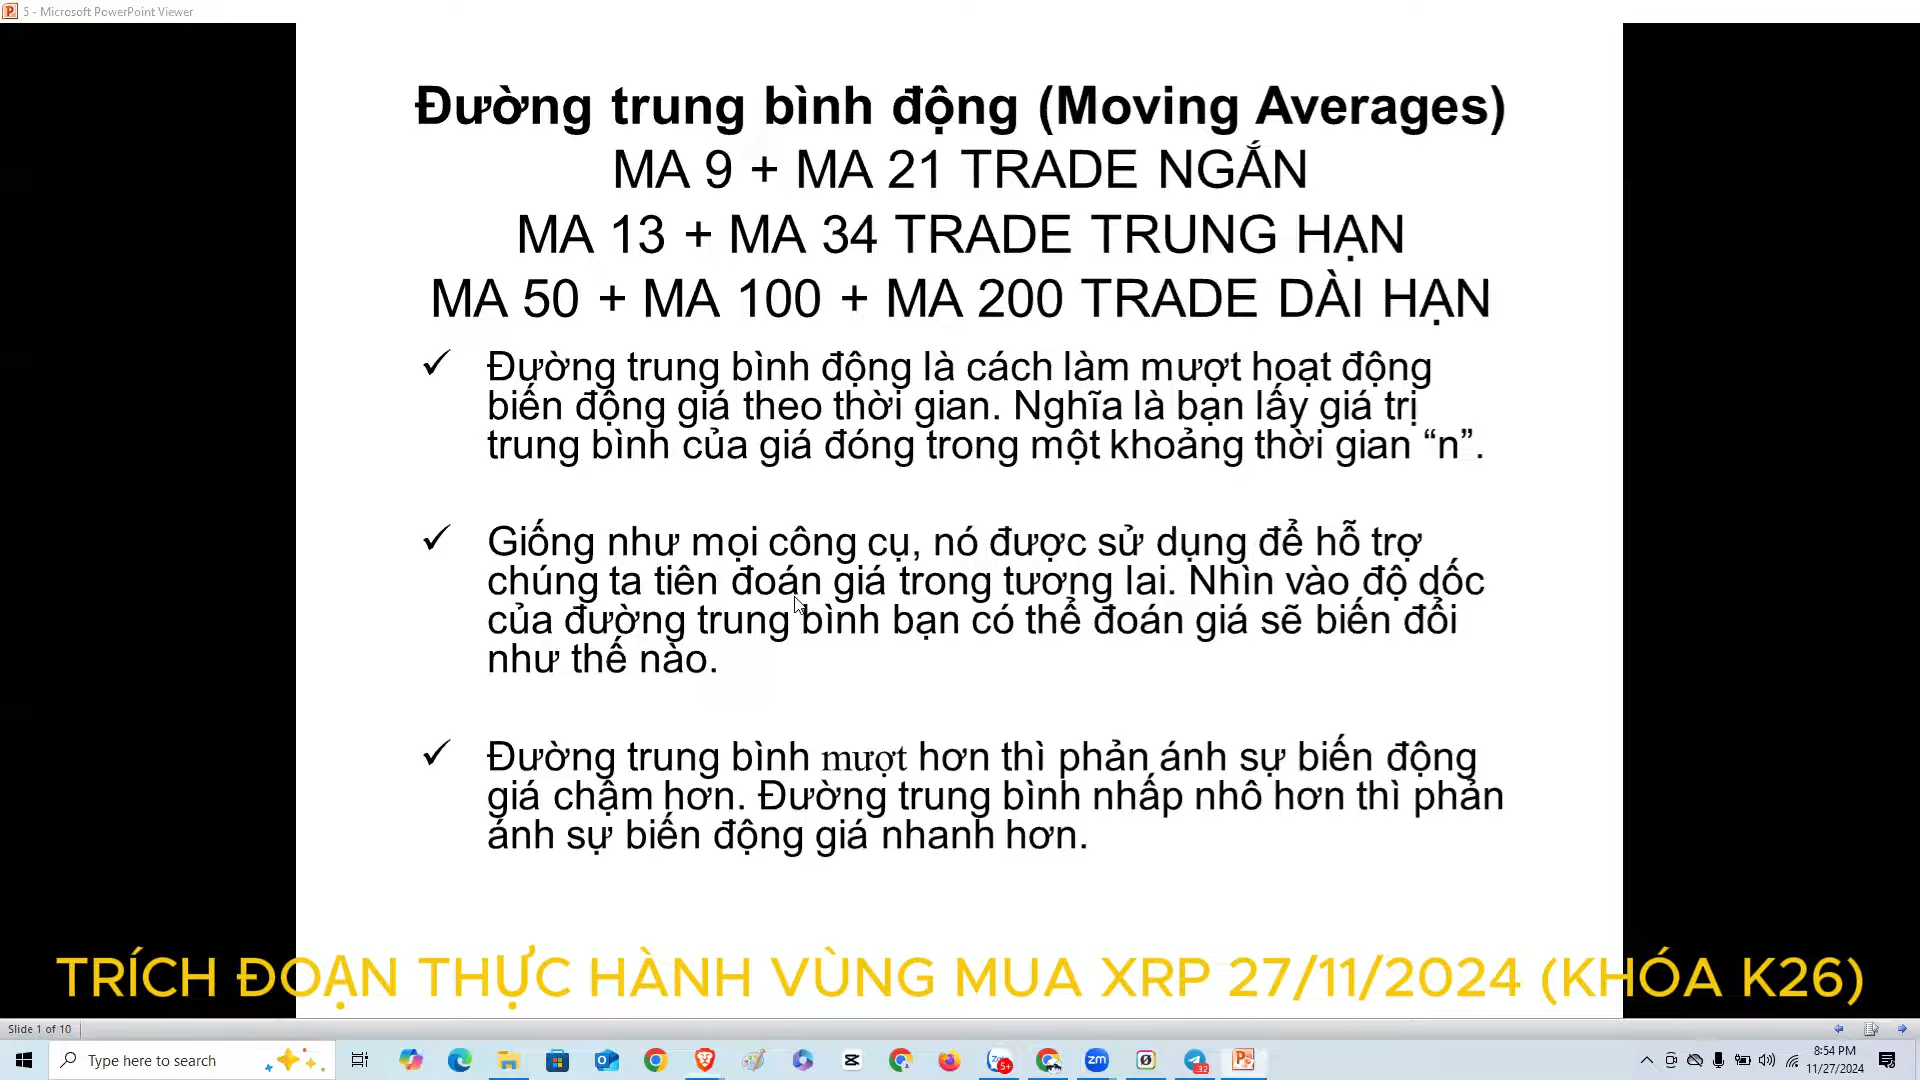 5 - Microsoft PowerPoint Viewer
Đường trung bình động (Moving Averages)
MA 9 + MA 21 TRADE NGẮN
MA 13 + MA 34 TRADE TRUNG HẠN
MA 50 + MA 100 + MA 200 TRADE DÀI HẠN
✓ Đường trung bình động là cách làm mượt hoạt động
biến động giá theo thời gian. Nghĩa là bạn lấy giá trị
trung bình của giá đóng trong một khoảng thời gian “n”.
✓ Giống như mọi công cụ, nó được sử dụng để hỗ trợ
chúng ta tiên đoán giá trong tương lai. Nhìn vào độ dốc
của đường trung bình bạn có thể đoán giá sẽ biến đổi
như thế nào.
✓ Đường trung bình mượt hơn thì phản ánh sự biến động
giá chậm hơn. Đường trung bình nhấp nhô hơn thì phản
ánh sự biến động giá nhanh hơn.
TRÍCH ĐOẠN THỰC HÀNH VÙNG MUA XRP 27/11/2024 (KHÓA K26)
Slide 1 of 10
Type here to search
zm
8:54 PM
11/27/2024